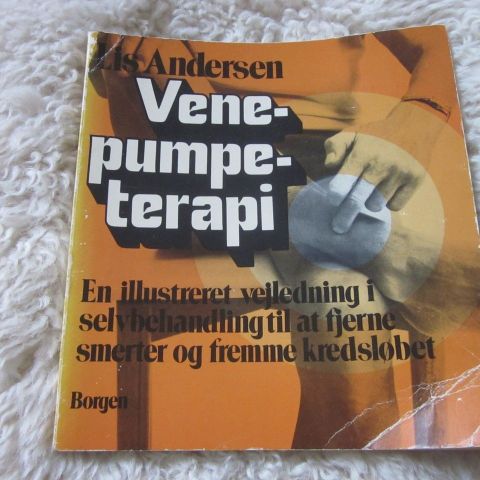 Lis Andersen
Vene-
pumpe-
terapi
En illustreret vejledning i
selvbehandling til at fjerne
smerter og fremme kredsløbet
Borgen